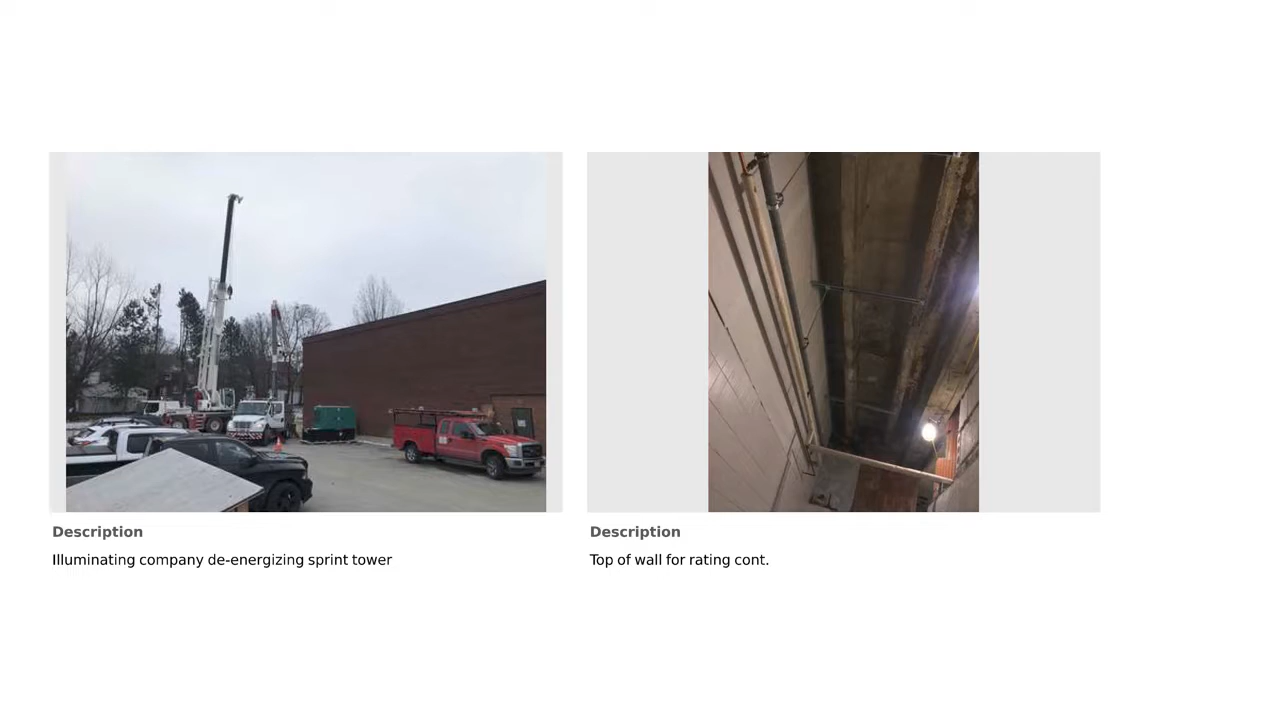 Description
Illuminating company de-energizing sprint tower
Description
Top of wall for rating cont.